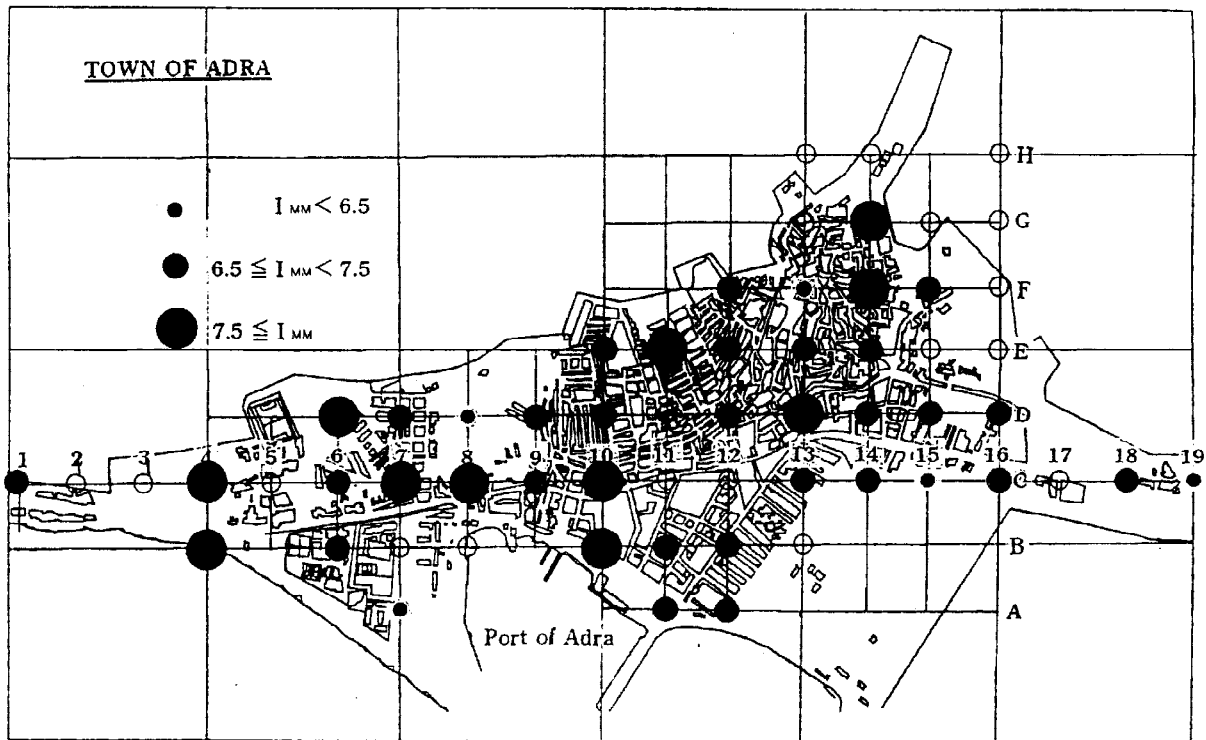 TOWN OF ADRA
H
I MM < 6.5
G
6.5 ≦ I MM < 7.5
F
7.5 ≦ I MM
E
D
1 2 3 4 5 6 7 8 9 10 11 12 13 14 15 16 17 18 19
C
B
A
Port of Adra